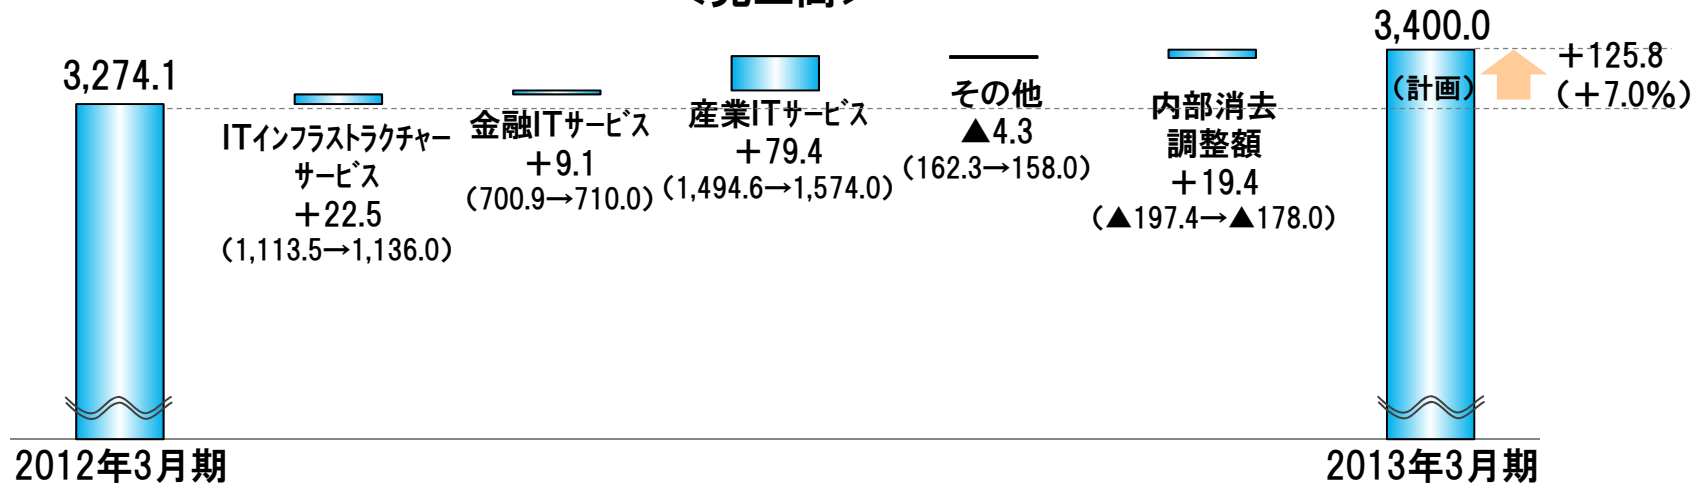 3,274.1
ITインフラストラクチャー
サービス
+22.5
(1,113.5→1,136.0)
金融ITサービス
+9.1
(700.9→710.0)
産業ITサービス
+79.4
(1,494.6→1,574.0)
その他
▲4.3
(162.3→158.0)
内部消去
調整額
+19.4
(▲197.4→▲178.0)
3,400.0
(計画)
+125.8
(+7.0%)
2012年3月期
2013年3月期